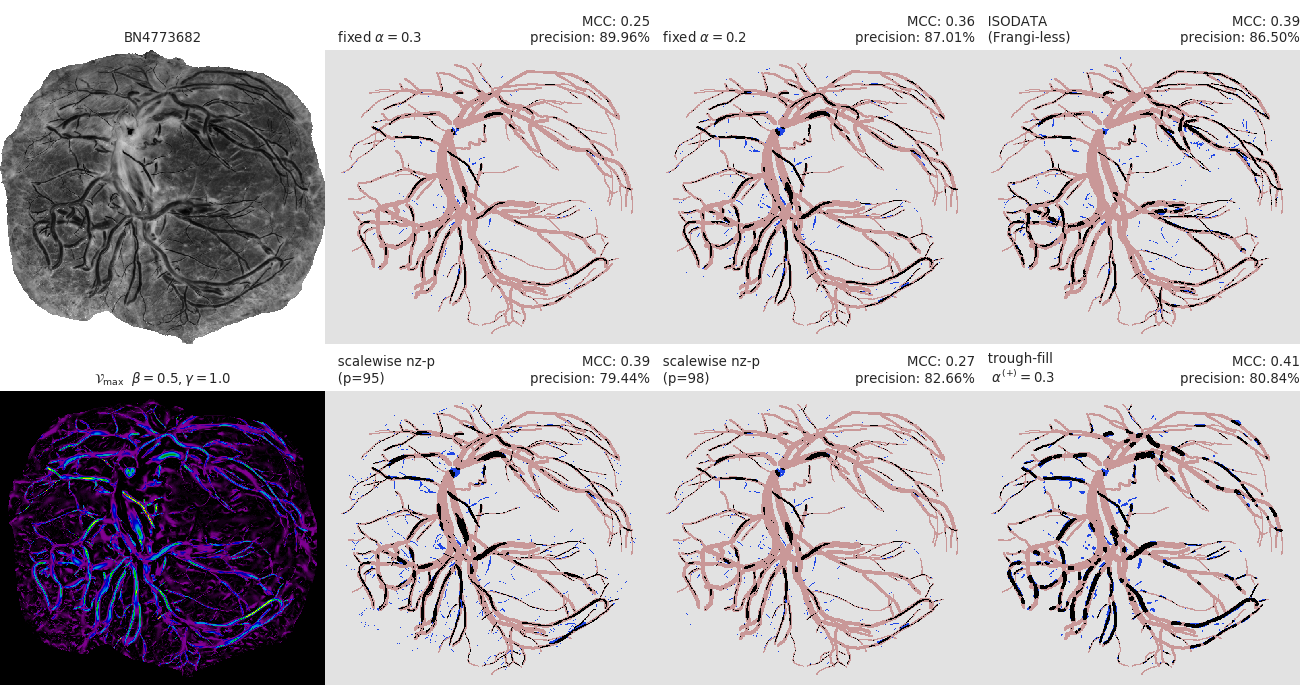 BN4773682
fixed α = 0.3
MCC: 0.25
precision: 89.96%
fixed α = 0.2
MCC: 0.36
precision: 87.01%
ISODATA
(Frangi-less)
MCC: 0.39
precision: 86.50%
𝒱max β = 0.5, γ = 1.0
scalewise nz-p
(p=95)
MCC: 0.39
precision: 79.44%
scalewise nz-p
(p=98)
MCC: 0.27
precision: 82.66%
trough-fill
α(+) = 0.3
MCC: 0.41
precision: 80.84%